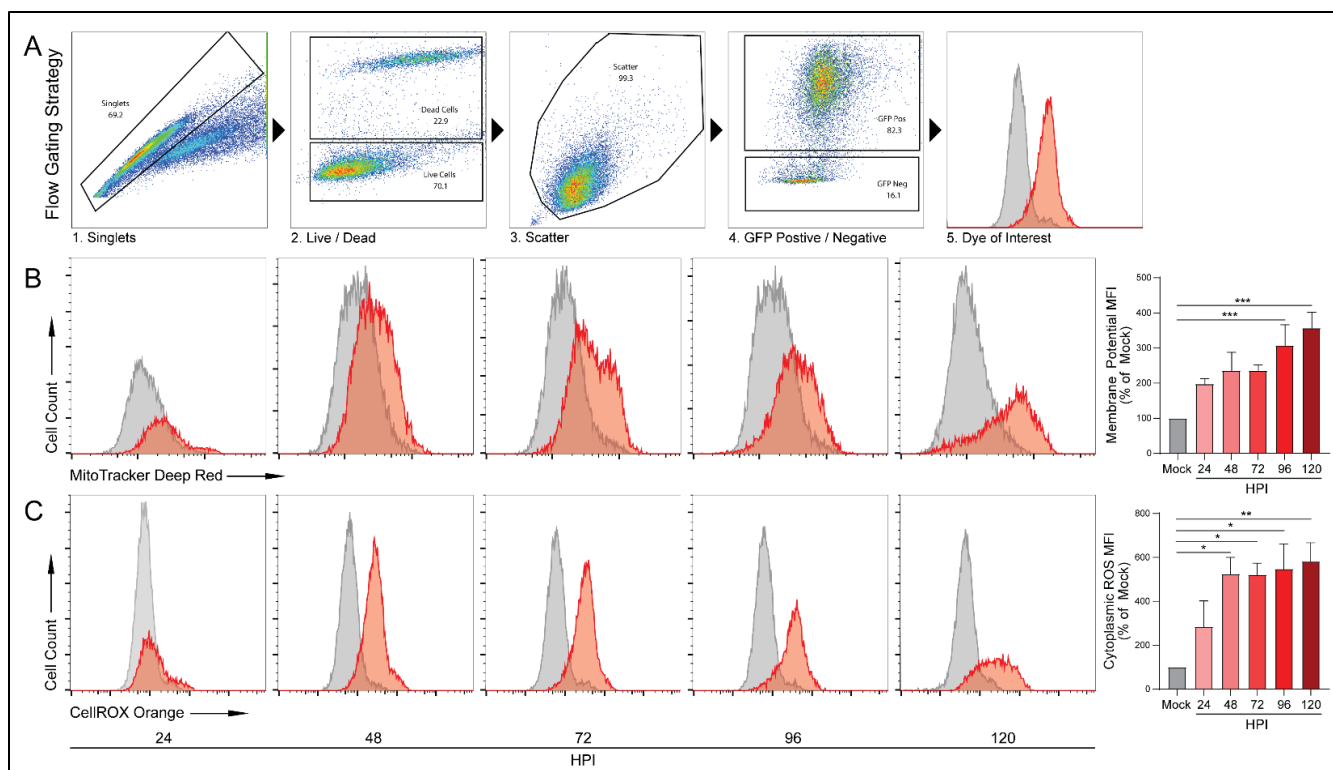 A
Flow Gating Strategy
Singlets
69.2
1. Singlets
Dead Cells
22.9
Live Cells
70.1
2. Live / Dead
Scatter
99.3
3. Scatter
GFP Pos
82.3
GFP Neg
16.1
4. GFP Postive / Negative
5. Dye of Interest
B
Cell Count
MitoTracker Deep Red
Membrane Potential MFI
(% of Mock)
500
400
300
200
100
0
***
***
Mock 24 48 72 96 120
HPI
C
Cell Count
CellROX Orange
24 48 72 96 120
HPI
Cytoplasmic ROS MFI
(% of Mock)
800
600
400
200
0
**
*
*
*
Mock 24 48 72 96 120
HPI